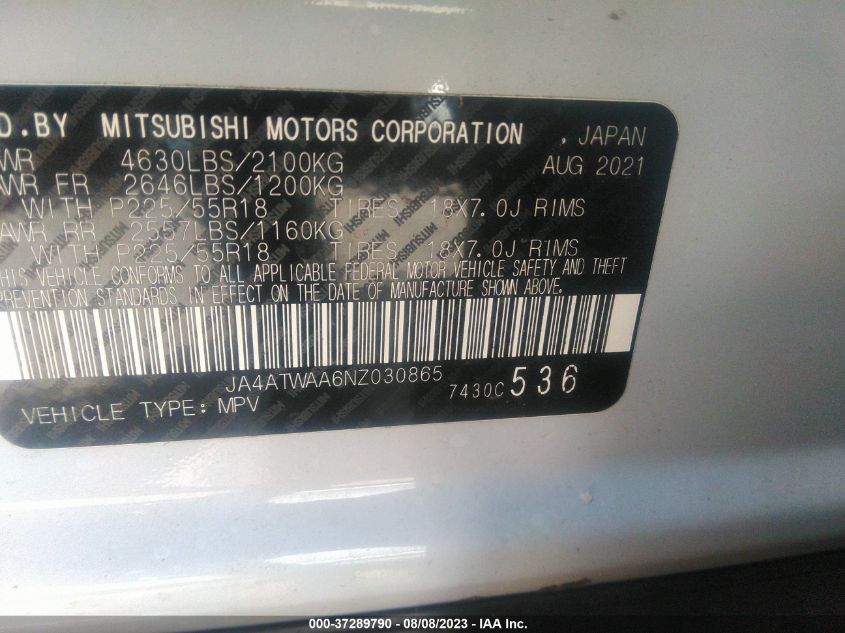 D.BY MITSUBISHI MOTORS CORPORATION , JAPAN
WR 4630LBS/2100KG AUG 2021
AWR FR 2646LBS/1200KG
WITH P225/55R18 TIRES, 18X7.0J RIMS
AWR RR 2557LBS/1160KG
WITH P225/55R18 TIRES, 18X7.0J RIMS
THIS VEHICLE CONFORMS TO ALL APPLICABLE FEDERAL MOTOR VEHICLE SAFETY AND THEFT
PREVENTION STANDARDS IN EFFECT ON THE DATE OF MANUFACTURE SHOWN ABOVE.
JA4ATWAA6NZ030865
7430C 536
VEHICLE TYPE: MPV
000-37289790 - 08/08/2023 - IAA Inc.